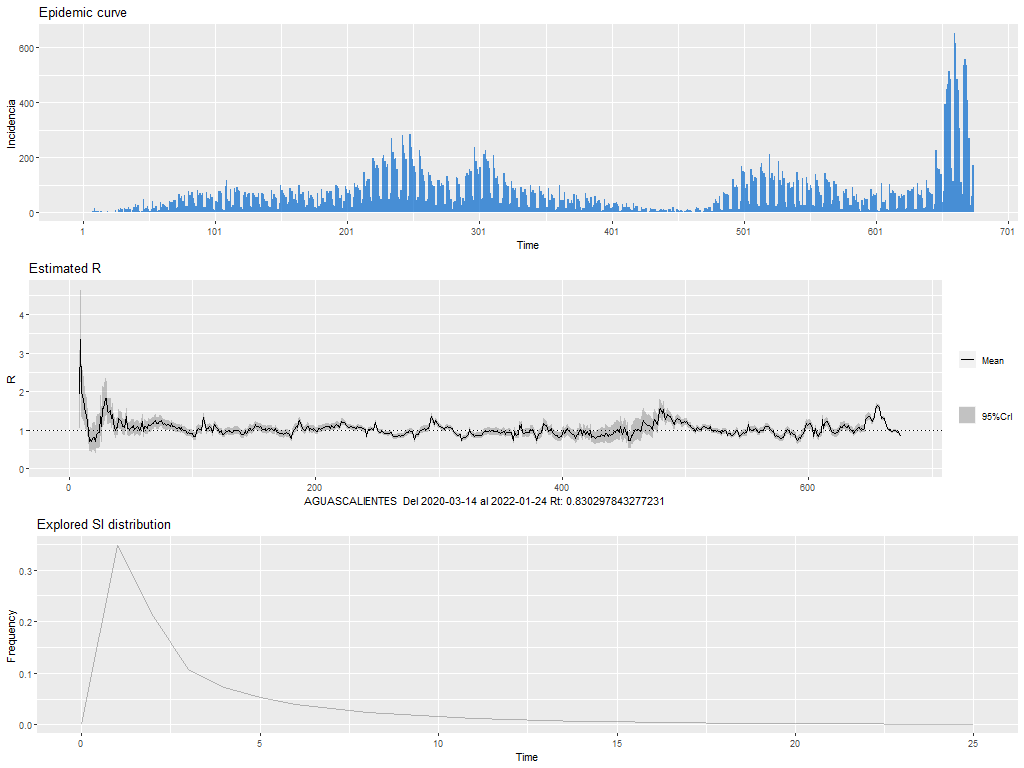 Epidemic curve
Incidencia
600
400
200
0
1 101 201 301 401 501 601 701
Time
Estimated R
R
4
3
2
1
0
0 200 400 600
Mean
95%CrI
AGUASCALIENTES Del 2020-03-14 al 2022-01-24 Rt: 0.830297843277231
Explored SI distribution
Frequency
0.3
0.2
0.1
0.0
0 5 10 15 20 25
Time